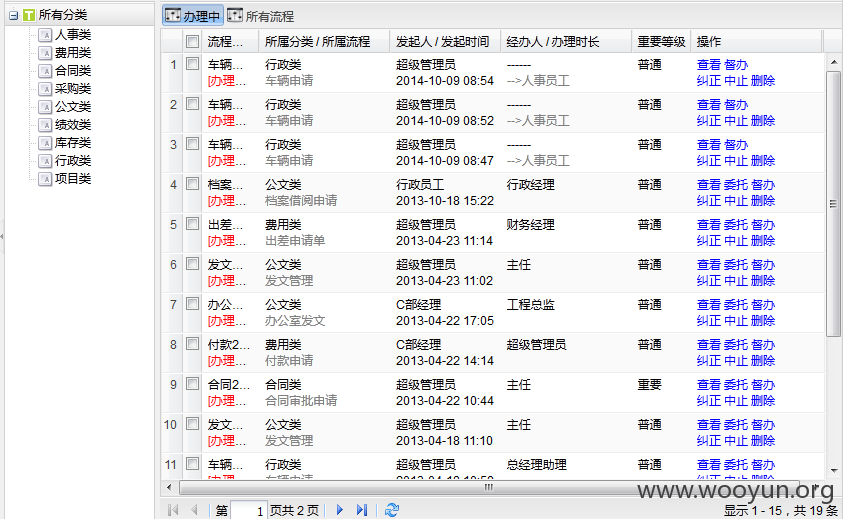 所有分类
人事类
费用类
合同类
采购类
公文类
绩效类
库存类
行政类
项目类
办理中 所有流程
流程... 所属分类 / 所属流程 发起人 / 发起时间 经办人 / 办理时长 重要等级 操作
1 车辆... 行政类 超级管理员 ------ 普通 查看 督办
[办理... 车辆申请 2014-10-09 08:54 -->人事员工 纠正 中止 删除
2 车辆... 行政类 超级管理员 ------ 普通 查看 督办
[办理... 车辆申请 2014-10-09 08:52 -->人事员工 纠正 中止 删除
3 车辆... 行政类 超级管理员 ------ 普通 查看 督办
[办理... 车辆申请 2014-10-09 08:47 -->人事员工 纠正 中止 删除
4 档案... 公文类 行政员工 行政经理 普通 查看 委托 督办
[办理... 档案借阅申请 2013-10-18 15:22 纠正 中止 删除
5 出差... 费用类 超级管理员 财务经理 普通 查看 委托 督办
[办理... 出差申请单 2013-04-23 11:14 纠正 中止 删除
6 发文... 公文类 超级管理员 主任 普通 查看 委托 督办
[办理... 发文管理 2013-04-23 11:02 纠正 中止 删除
7 办公... 公文类 C部经理 工程总监 普通 查看 委托 督办
[办理... 办公室发文 2013-04-22 17:05 纠正 中止 删除
8 付款2... 费用类 C部经理 超级管理员 普通 查看 委托 督办
[办理... 付款申请 2013-04-22 14:14 纠正 中止 删除
9 合同2... 合同类 超级管理员 主任 重要 查看 委托 督办
[办理... 合同审批申请 2013-04-22 10:44 纠正 中止 删除
10 发文... 公文类 超级管理员 主任 普通 查看 委托 督办
[办理... 发文管理 2013-04-18 11:10 纠正 中止 删除
11 车辆... 行政类 超级管理员 总经理助理 普通 查看 委托 督办
www.wooyun.org
第 1 页共 2 页 显示 1 - 15，共 19 条